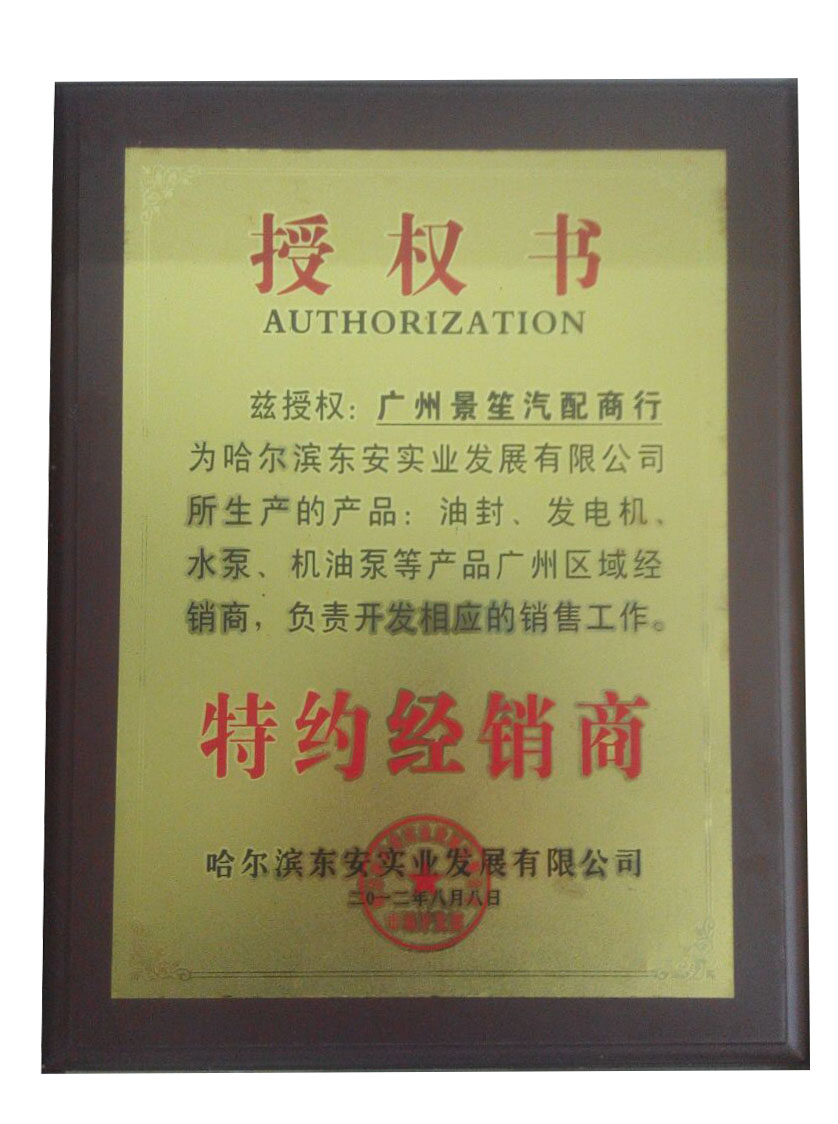 授权书
AUTHORIZATION
兹授权：广州景笙汽配商行
为哈尔滨东安实业发展有限公司
所生产的产品：油封、发电机、
水泵、机油泵等产品广州区域经
销商，负责开发相应的销售工作。
特约经销商
哈尔滨东安实业发展有限公司
二0一二年八月八日